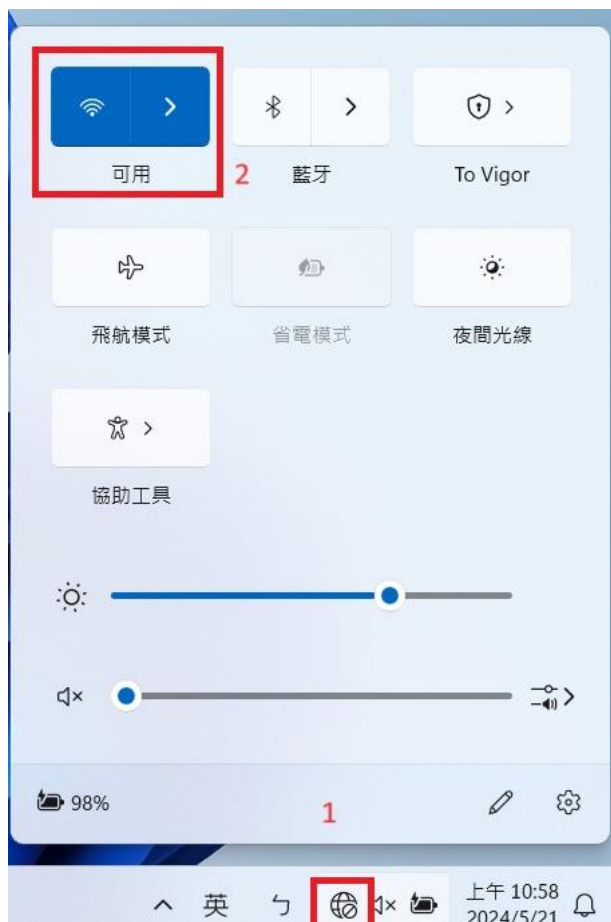 可用
2
藍牙
To Vigor
飛航模式
省電模式
夜間光線
協助工具
98%
1
英
ㄅ
上午 10:58
2024/5/21